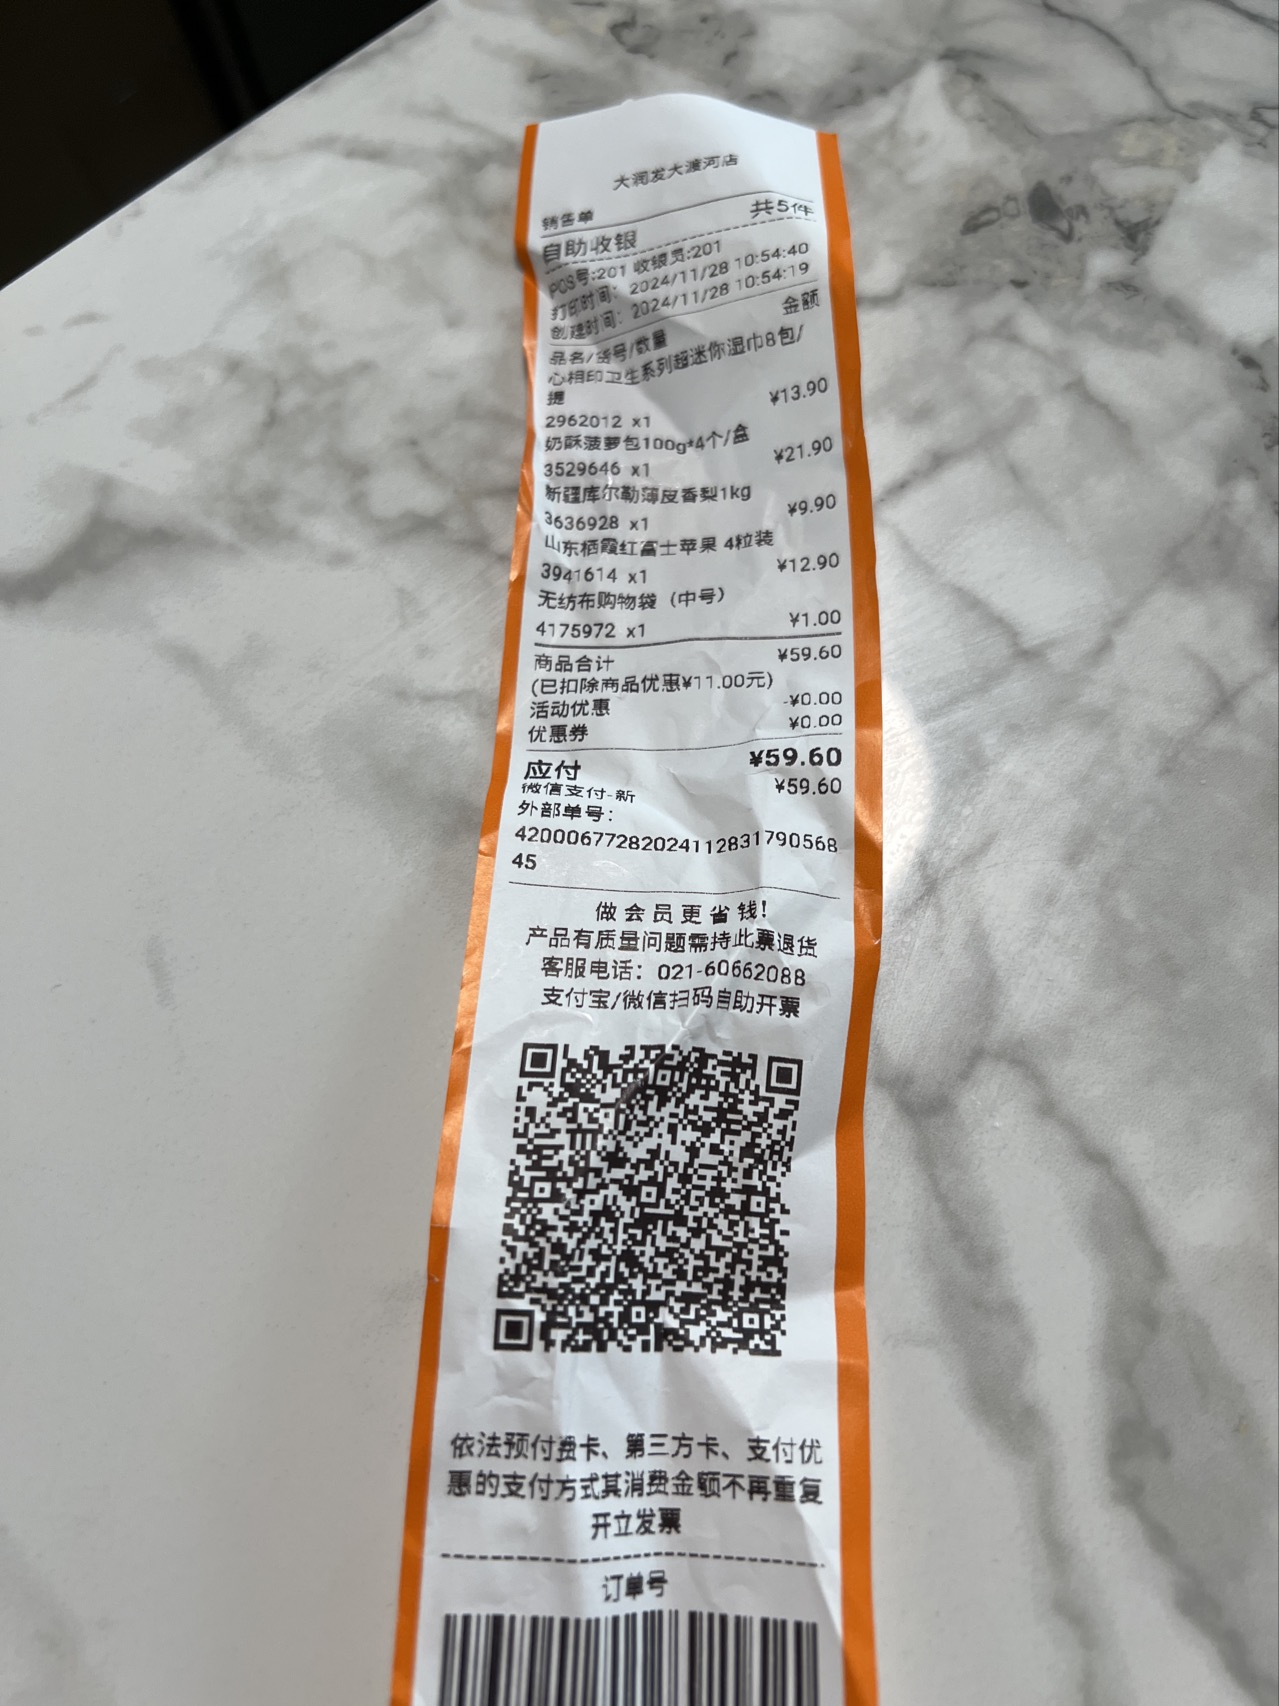 大润发大渡河店
销售单 共5件
自助收银
POS号:201 收银员:201
打印时间: 2024/11/28 10:54:40
创建时间: 2024/11/28 10:54:19
品名/货号/数量 金额
心相印卫生系列超迷你湿巾8包/
提
2962012 x1 ¥13.90
奶酥菠萝包100g*4个/盒
3529646 x1 ¥21.90
新疆库尔勒薄皮香梨1kg
3636928 x1 ¥9.90
山东栖霞红富士苹果 4粒装
3941614 x1 ¥12.90
无纺布购物袋（中号）
4175972 x1 ¥1.00
商品合计 ¥59.60
(已扣除商品优惠¥11.00元)
活动优惠 -¥0.00
优惠券 ¥0.00
应付 ¥59.60
微信支付-新 ¥59.60
外部单号:
42000677282024112831790568
45
做会员更省钱!
产品有质量问题需持此票退货
客服电话: 021-60662088
支付宝/微信扫码自助开票
依法预付费卡、第三方卡、支付优
惠的支付方式其消费金额不再重复
开立发票
订单号